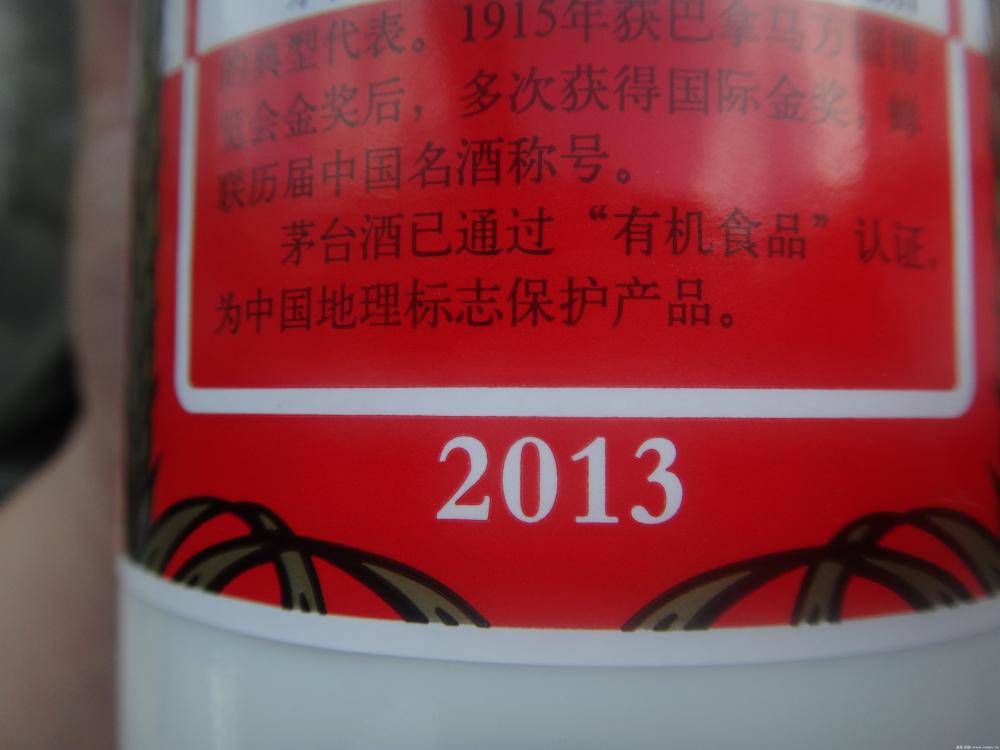 的典型代表。1915年获巴拿马万国博
览会金奖后，多次获得国际金奖，蝉
联历届中国名酒称号。
茅台酒已通过“有机食品”认证，
为中国地理标志保护产品。
2013